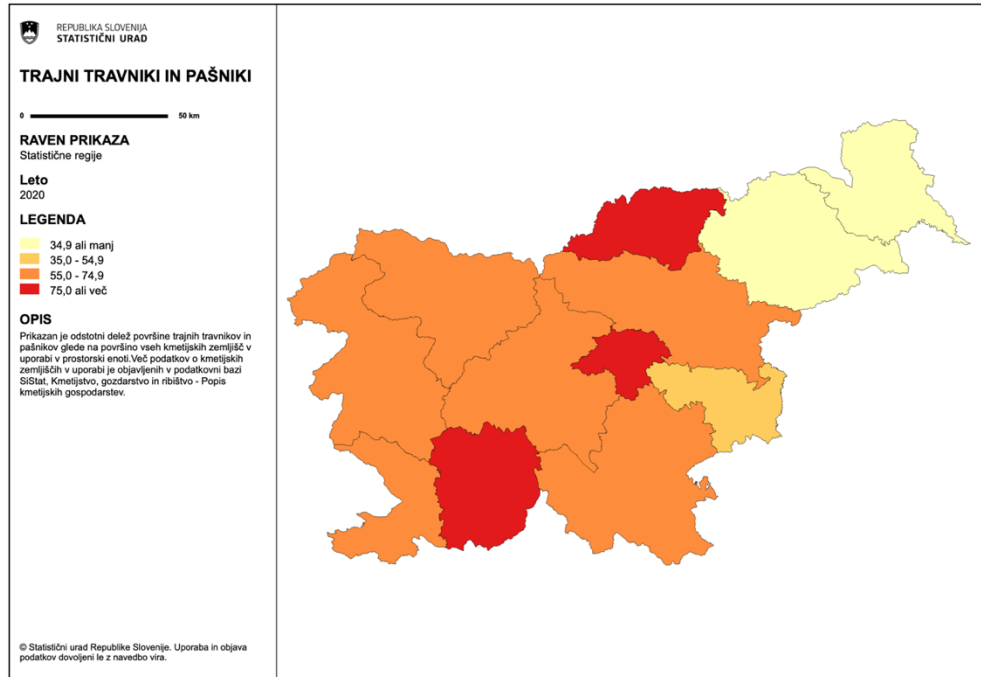 REPUBLIKA SLOVENIJA
STATISTIČNI URAD
TRAJNI TRAVNIKI IN PAŠNIKI
0 50 km
RAVEN PRIKAZA
Statistične regije
Leto
2020
LEGENDA
34,9 ali manj
35,0 - 54,9
55,0 - 74,9
75,0 ali več
OPIS
Prikazan je odstotni delež površine trajnih travnikov in
pašnikov glede na površino vseh kmetijskih zemljišč v
uporabi v prostorski enoti.Več podatkov o kmetijskih
zemljiščih v uporabi je objavljenih v podatkovni bazi
SiStat, Kmetijstvo, gozdarstvo in ribištvo - Popis
kmetijskih gospodarstev.
© Statistični urad Republike Slovenije. Uporaba in objava
podatkov dovoljeni le z navedbo vira.